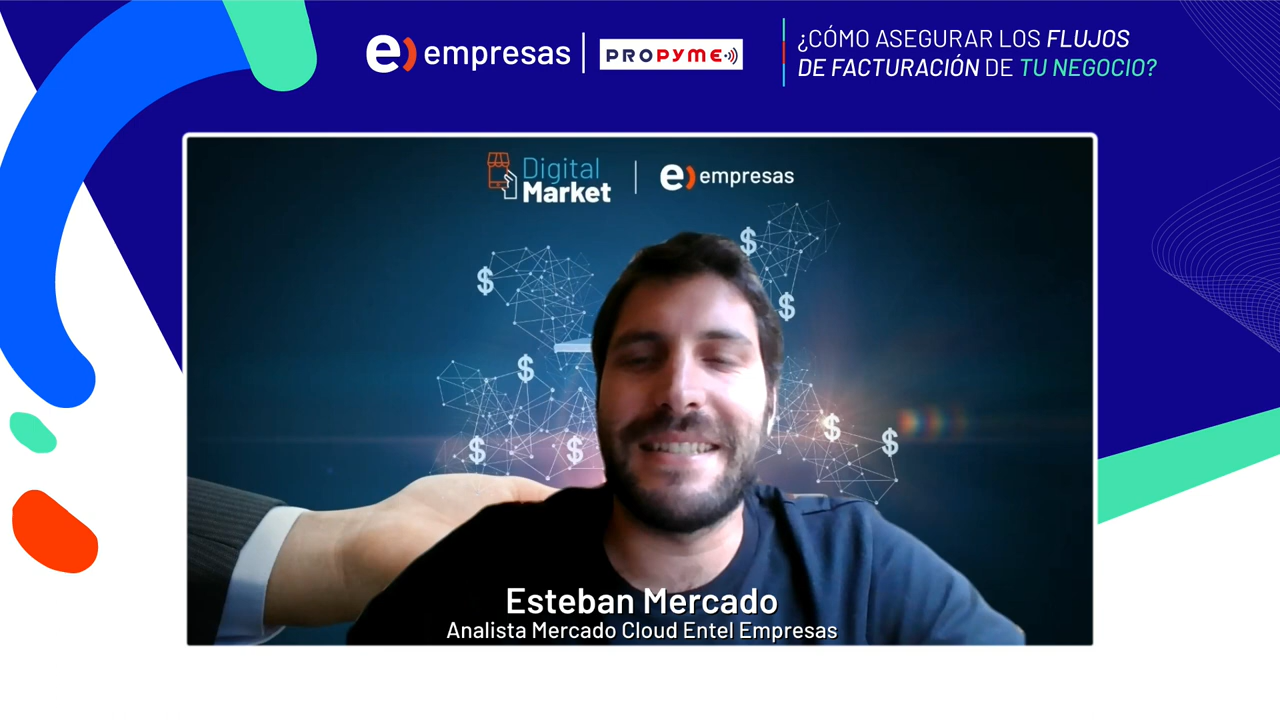 e) empresas
PROPYME
¿CÓMO ASEGURAR LOS FLUJOS
DE FACTURACIÓN DE TU NEGOCIO?
Digital
Market
e) empresas
$
$
$
$
$
$
$
$
Esteban Mercado
Analista Mercado Cloud Entel Empresas